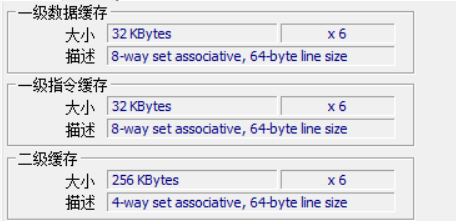 一级数据缓存
大小 32 KBytes x 6
描述 8-way set associative, 64-byte line size
一级指令缓存
大小 32 KBytes x 6
描述 8-way set associative, 64-byte line size
二级缓存
大小 256 KBytes x 6
描述 4-way set associative, 64-byte line size